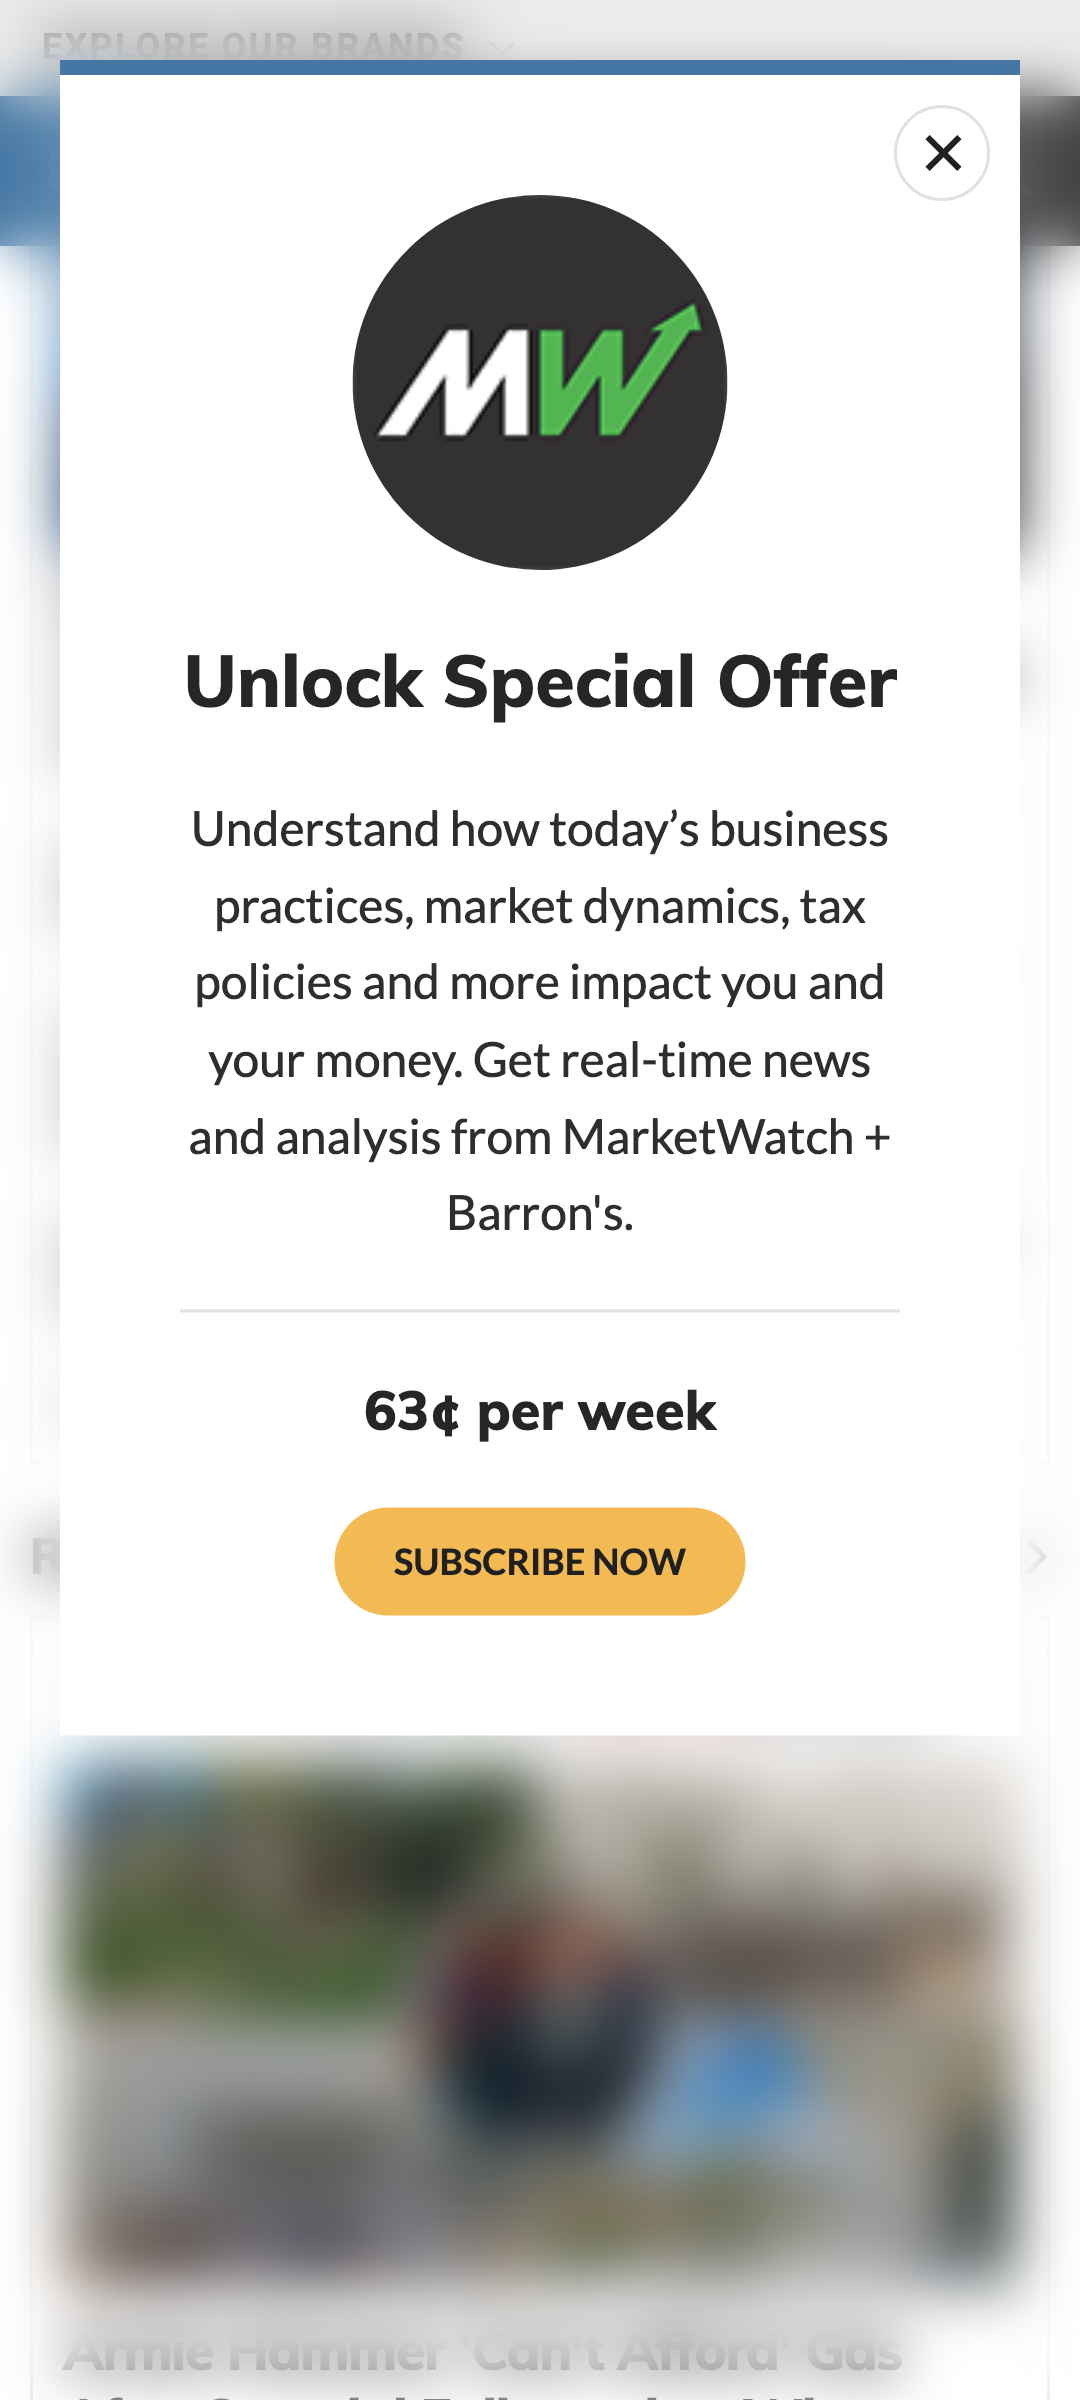 EXPLORE OUR BRANDS
MW
Unlock Special Offer
Understand how today’s business
practices, market dynamics, tax
policies and more impact you and
your money. Get real-time news
and analysis from MarketWatch +
Barron's.
63¢ per week
SUBSCRIBE NOW
R
Armie Hammer 'Can't Afford' Gas